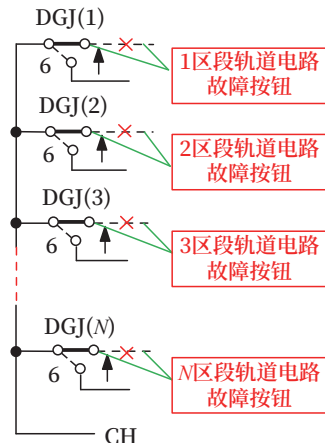 DGJ(1)
6
1区段轨道电路
故障按钮
DGJ(2)
6
2区段轨道电路
故障按钮
DGJ(3)
6
3区段轨道电路
故障按钮
DGJ(N)
6
N区段轨道电路
故障按钮
CH